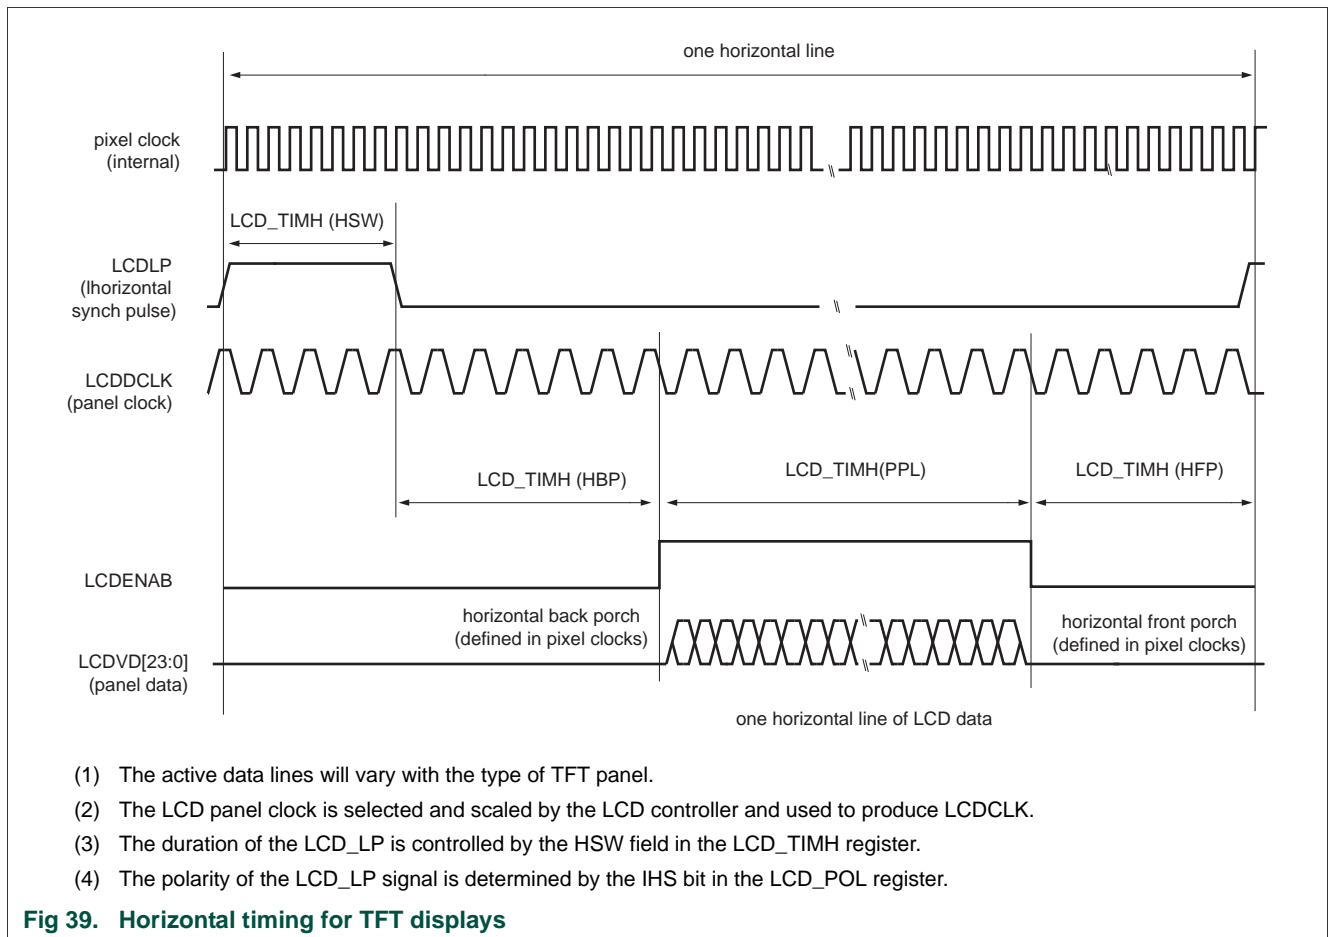 one horizontal line
pixel clock
(internal)
LCD_TIMH (HSW)
LCDLP
(lhorizontal
synch pulse)
LCDDCLK
(panel clock)
LCD_TIMH (HBP)
LCD_TIMH(PPL)
LCD_TIMH (HFP)
LCDENAB
horizontal back porch
(defined in pixel clocks)
horizontal front porch
(defined in pixel clocks)
LCDVD[23:0]
(panel data)
one horizontal line of LCD data
(1) The active data lines will vary with the type of TFT panel.
(2) The LCD panel clock is selected and scaled by the LCD controller and used to produce LCDCLK.
(3) The duration of the LCD_LP is controlled by the HSW field in the LCD_TIMH register.
(4) The polarity of the LCD_LP signal is determined by the IHS bit in the LCD_POL register.
Fig 39. Horizontal timing for TFT displays